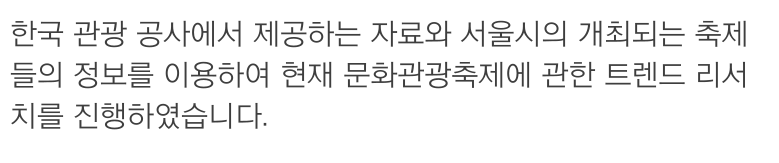 한국 관광 공사에서 제공하는 자료와 서울시의 개최되는 축제
들의 정보를 이용하여 현재 문화관광축제에 관한 트렌드 리서
치를 진행하였습니다.